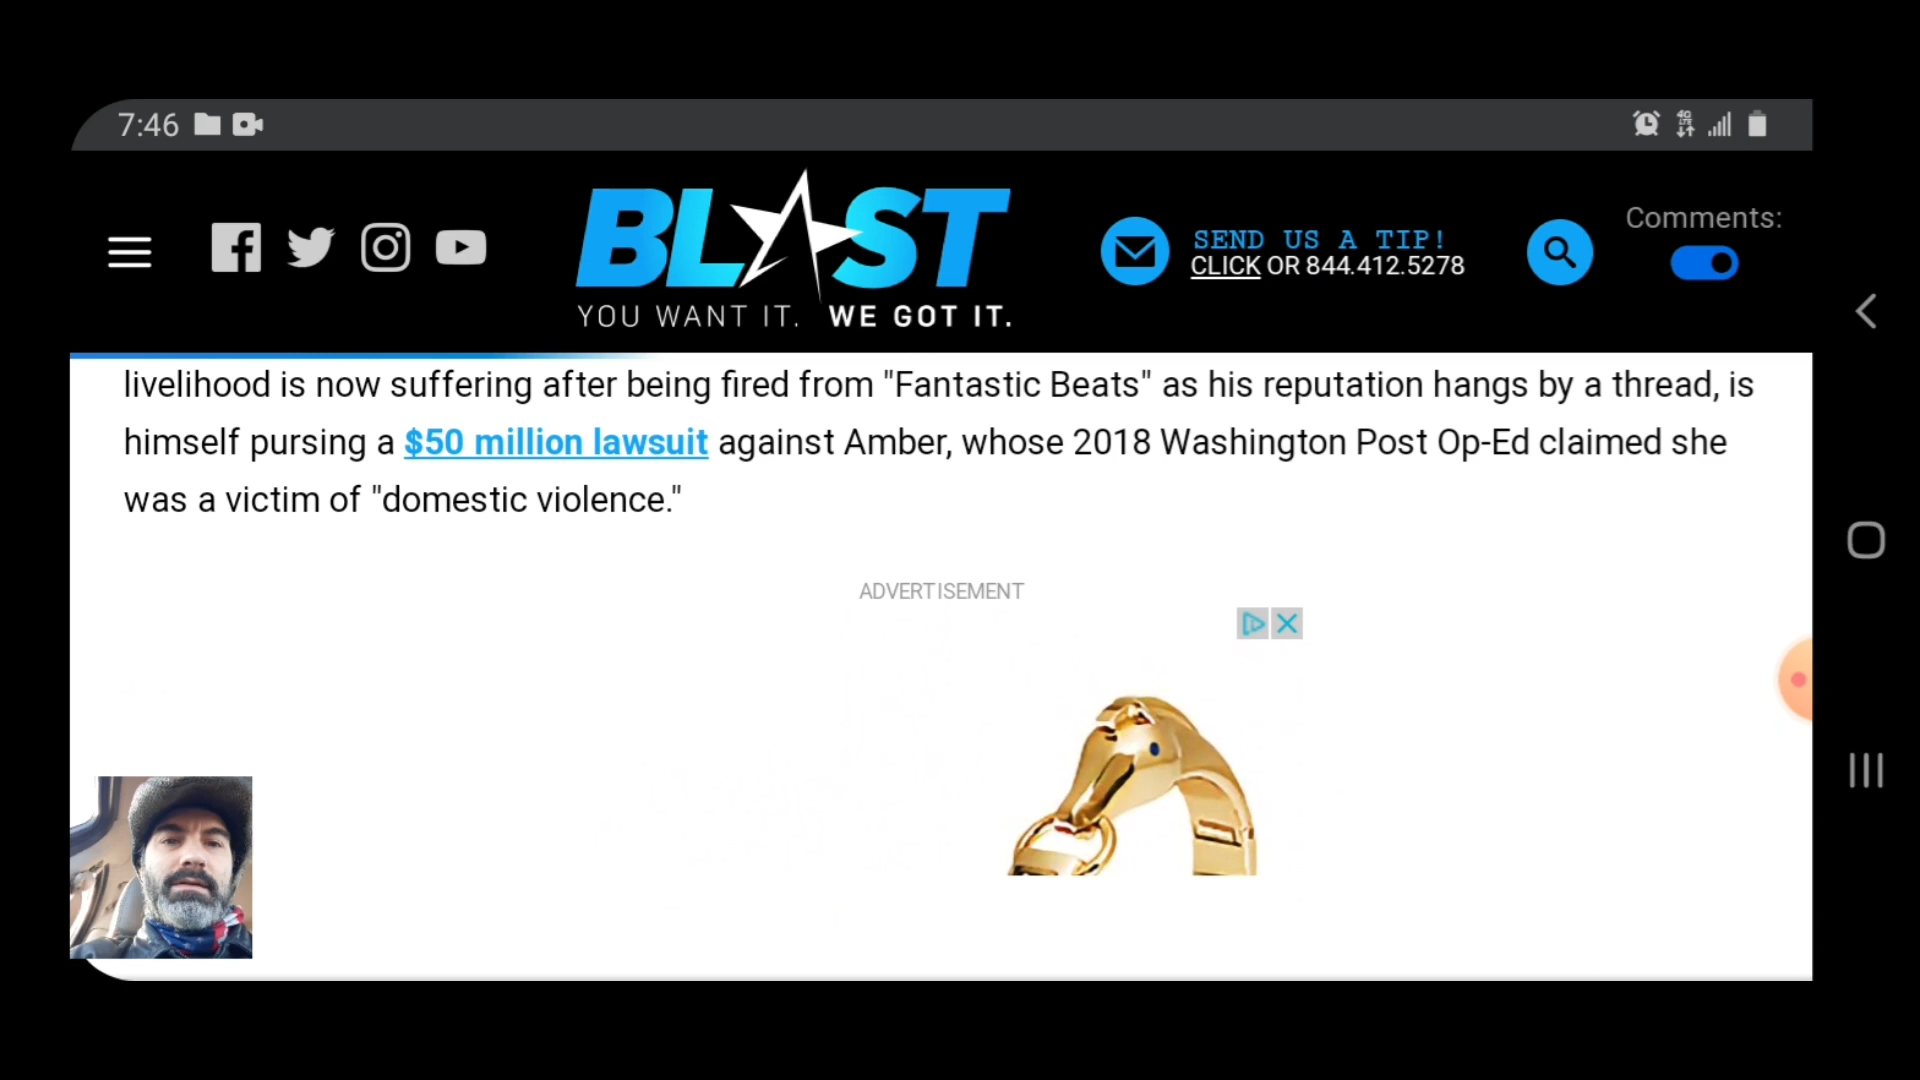 7:46
4G LTE
BLAST
YOU WANT IT. WE GOT IT.
SEND US A TIP!
CLICK OR 844.412.5278
Comments:
livelihood is now suffering after being fired from "Fantastic Beats" as his reputation hangs by a thread, is
himself pursing a $50 million lawsuit against Amber, whose 2018 Washington Post Op-Ed claimed she
was a victim of "domestic violence."
ADVERTISEMENT